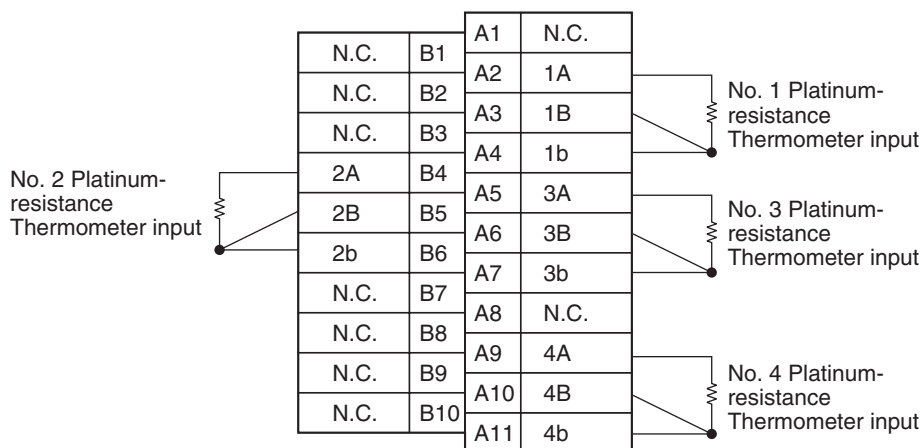 A1 N.C.
N.C. B1
A2 1A
N.C. B2
A3 1B
N.C. B3
A4 1b
2A B4
A5 3A
2B B5
A6 3B
2b B6
A7 3b
N.C. B7
A8 N.C.
N.C. B8
A9 4A
N.C. B9
A10 4B
N.C. B10
A11 4b
No. 1 Platinum-
resistance
Thermometer input
No. 2 Platinum-
resistance
Thermometer input
No. 3 Platinum-
resistance
Thermometer input
No. 4 Platinum-
resistance
Thermometer input